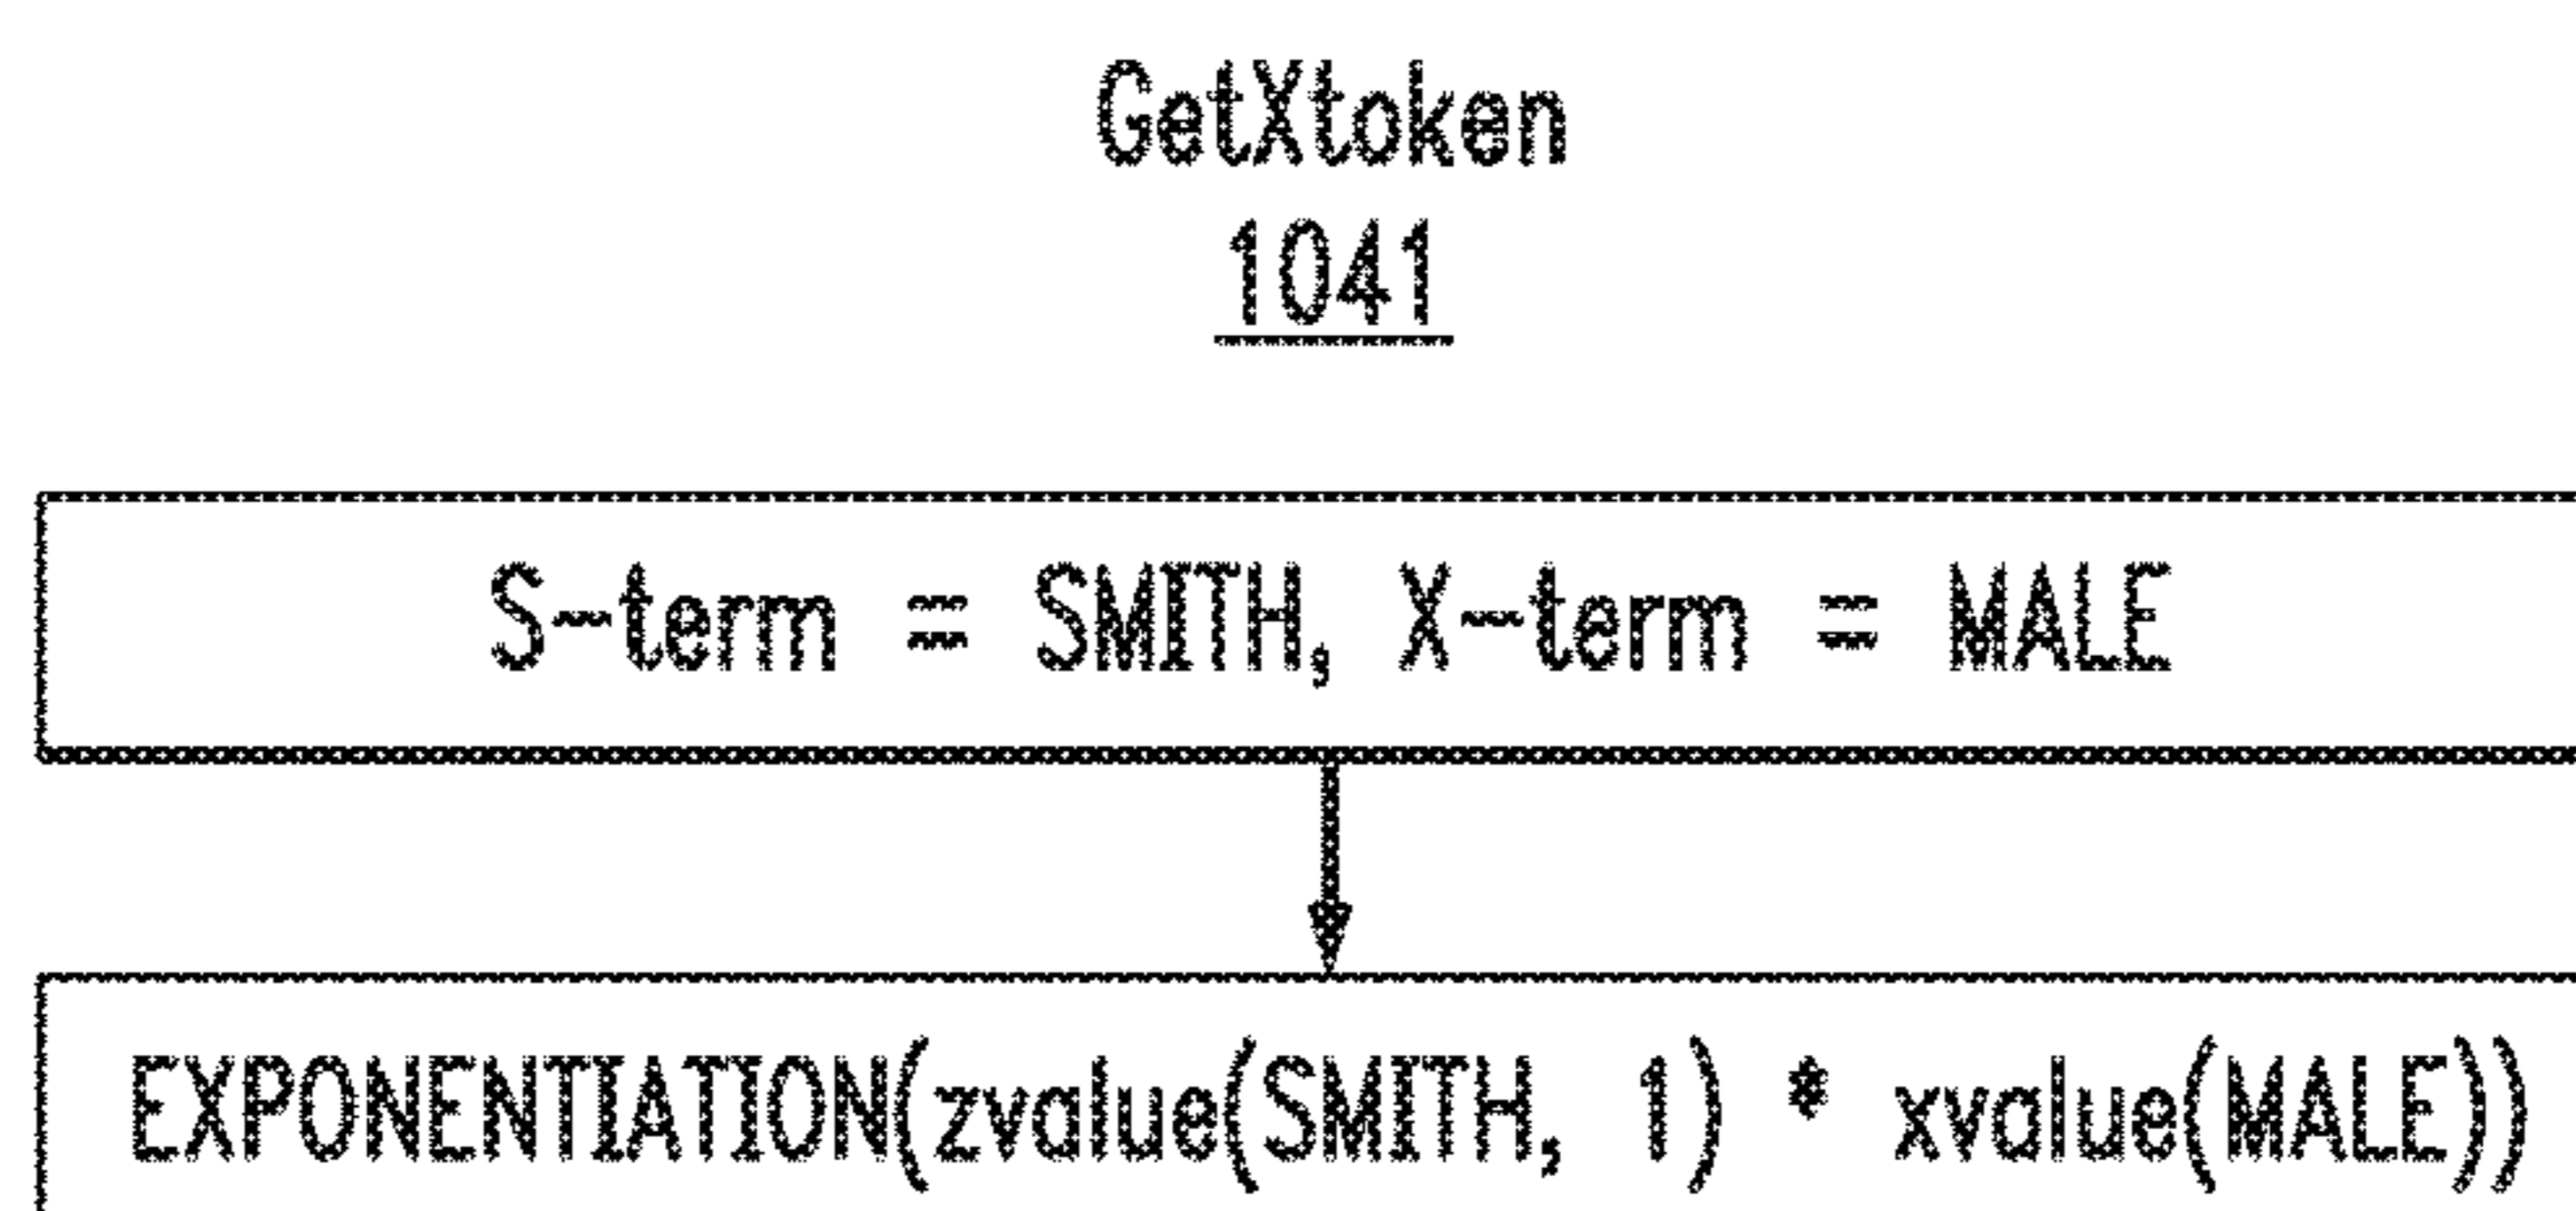 GetXtoken
1041
S-term = SMITH, X-term = MALE
EXPONENTIATION(zvalue(SMITH, 1) * xvalue(MALE))